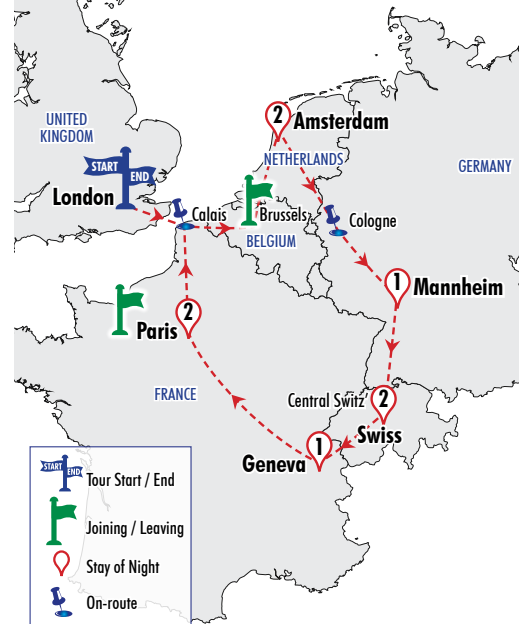 UNITED
KINGDOM
START
END
London
2
Amsterdam
NETHERLANDS
GERMANY
Calais
Brussels
BELGIUM
Cologne
1
Mannheim
2
Paris
FRANCE
Central Switz'
2
Swiss
1
Geneva
START
END
Tour Start / End
Joining / Leaving
Stay of Night
On-route